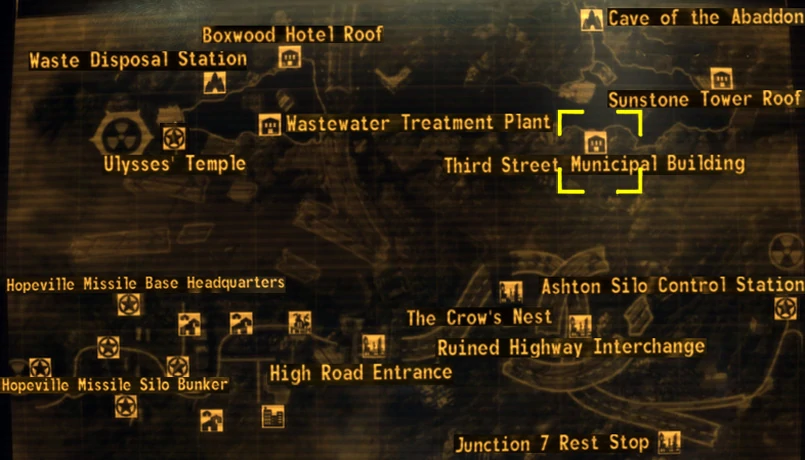 Cave of the Abaddon
Boxwood Hotel Roof
Waste Disposal Station
Sunstone Tower Roof
Wastewater Treatment Plant
Ulysses' Temple
Third Street Municipal Building
Hopeville Missile Base Headquarters
Ashton Silo Control Station
The Crow's Nest
Ruined Highway Interchange
High Road Entrance
Hopeville Missile Silo Bunker
Junction 7 Rest Stop